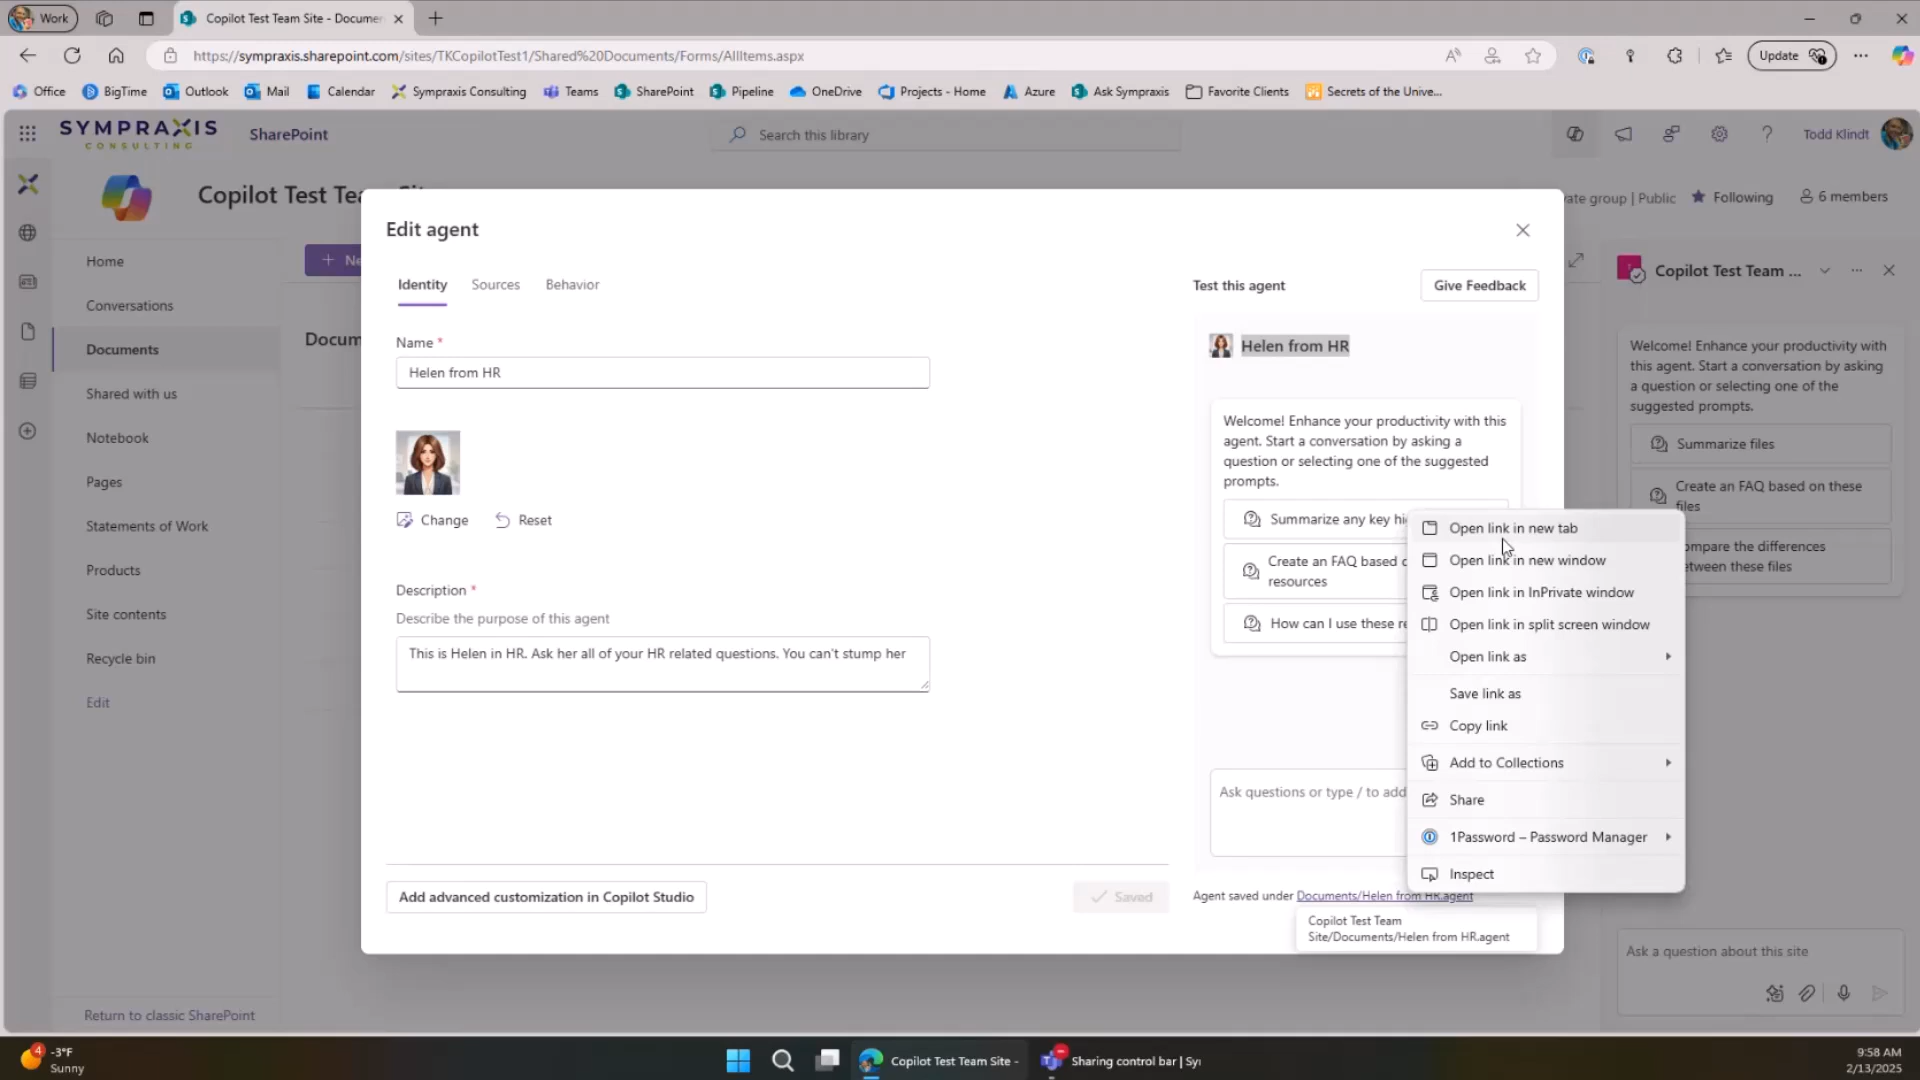 Work
Copilot Test Team Site - Documen
https://sympraxis.sharepoint.com/sites/TKCopilotTest1/Shared%20Documents/Forms/AllItems.aspx
Update
Office
BigTime
Outlook
Mail
Calendar
Sympraxis Consulting
Teams
SharePoint
Pipeline
OneDrive
Projects - Home
Azure
Ask Sympraxis
Favorite Clients
Secrets of the Unive...
SYMPRAXIS
CONSULTING
SharePoint
Search this library
Todd Klindt
Copilot Test Tea
ate group | Public
Following
6 members
Home
Conversations
Documents
Shared with us
Notebook
Pages
Statements of Work
Products
Site contents
Recycle bin
Edit
Return to classic SharePoint
+ Ne
Docum
Edit agent
Identity
Sources
Behavior
Name *
Helen from HR
Change
Reset
Description *
Describe the purpose of this agent
This is Helen in HR. Ask her all of your HR related questions. You can't stump her
Add advanced customization in Copilot Studio
Saved
Test this agent
Give Feedback
Helen from HR
Welcome! Enhance your productivity with this
agent. Start a conversation by asking a
question or selecting one of the suggested
prompts.
Summarize any key hi
Create an FAQ based o
resources
How can I use these re
Ask questions or type / to add
Agent saved under Documents/Helen from HR.agent
Copilot Test Team
Site/Documents/Helen from HR.agent
Open link in new tab
Open link in new window
Open link in InPrivate window
Open link in split screen window
Open link as
Save link as
Copy link
Add to Collections
Share
1Password – Password Manager
Inspect
Copilot Test Team ...
Welcome! Enhance your productivity with
this agent. Start a conversation by asking
a question or selecting one of the
suggested prompts.
Summarize files
Create an FAQ based on these
files
ompare the differences
etween these files
Ask a question about this site
4
-3°F
Sunny
Copilot Test Team Site -
Sharing control bar | Syı
9:58 AM
2/13/2025